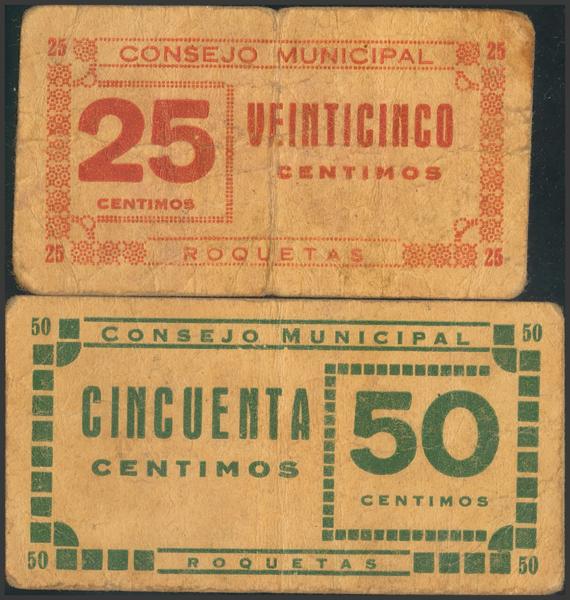 25 CONSEJO MUNICIPAL 25
25 VEINTICINCO
CENTIMOS
CENTIMOS
25 ROQUETAS 25
50 CONSEJO MUNICIPAL 50
CINCUENTA 50
CENTIMOS
CENTIMOS
50 ROQUETAS 50